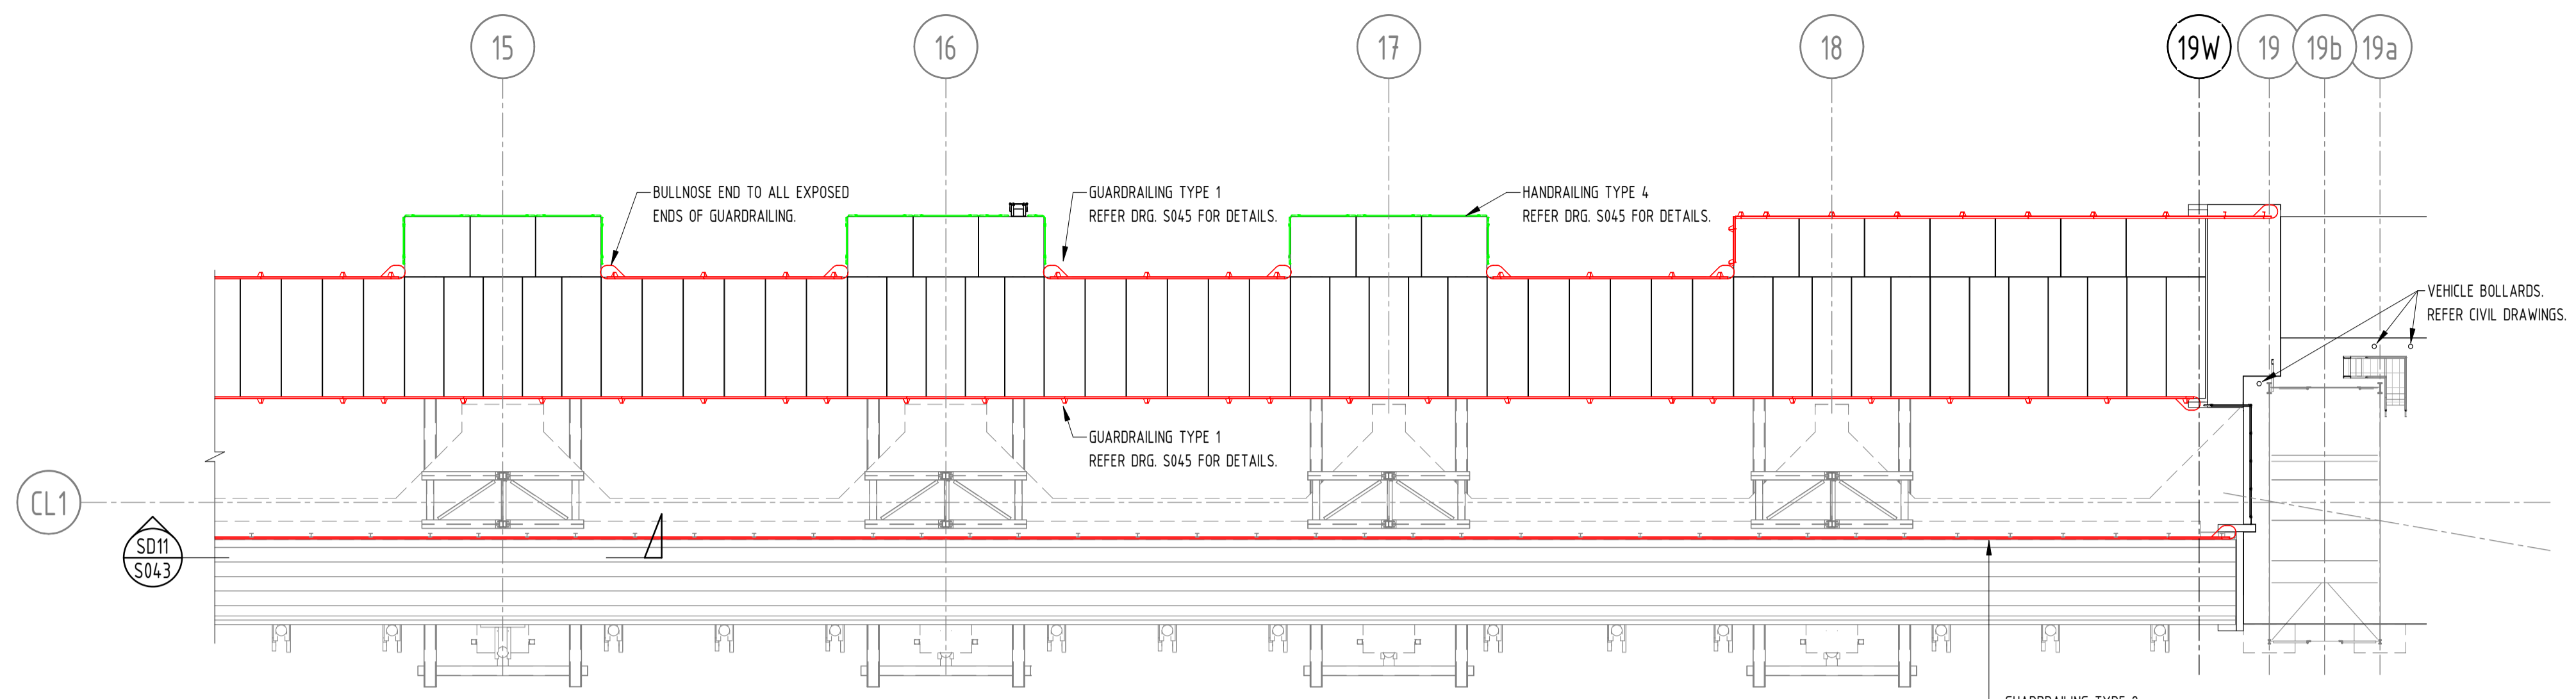 15
16
17
18
19W
19
19b
19a
BULLNOSE END TO ALL EXPOSED
ENDS OF GUARDRAILING.
GUARDRAILING TYPE 1
REFER DRG. S045 FOR DETAILS.
HANDRAILING TYPE 4
REFER DRG. S045 FOR DETAILS.
VEHICLE BOLLARDS.
REFER CIVIL DRAWINGS.
GUARDRAILING TYPE 1
REFER DRG. S045 FOR DETAILS.
CL1
SD11
S043
GUARDRAILING TYPE